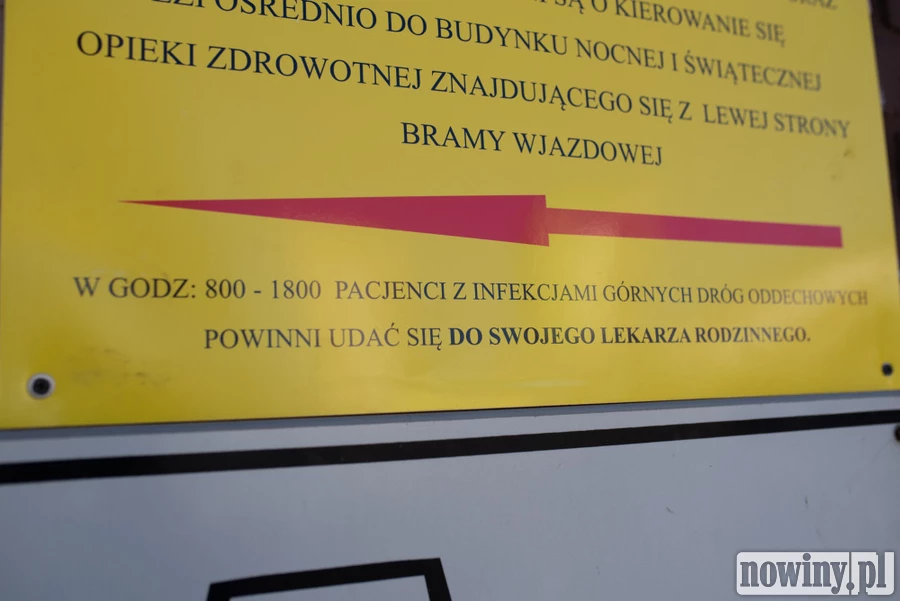 SĄ O KIEROWANIE SIĘ
BEZPOŚREDNIO DO BUDYNKU NOCNEJ I ŚWIĄTECZNEJ
OPIEKI ZDROWOTNEJ ZNAJDUJĄCEGO SIĘ Z LEWEJ STRONY
BRAMY WJAZDOWEJ
W GODZ: 800 - 1800 PACJENCI Z INFEKCJAMI GÓRNYCH DRÓG ODDECHOWYCH
POWINNI UDAĆ SIĘ DO SWOJEGO LEKARZA RODZINNEGO.
nowiny.pl